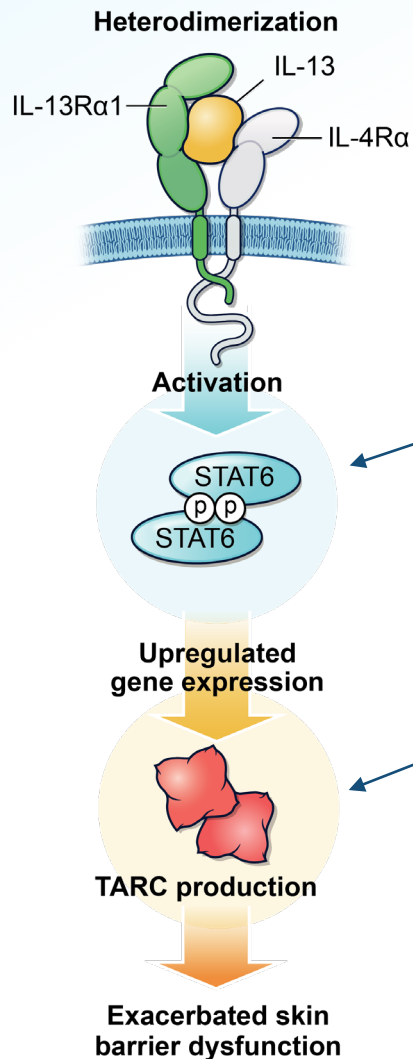 Heterodimerization
IL-13
IL-13Rα1
IL-4Rα
Activation
STAT6
p p
STAT6
Upregulated
gene expression
TARC production
Exacerbated skin
barrier dysfunction